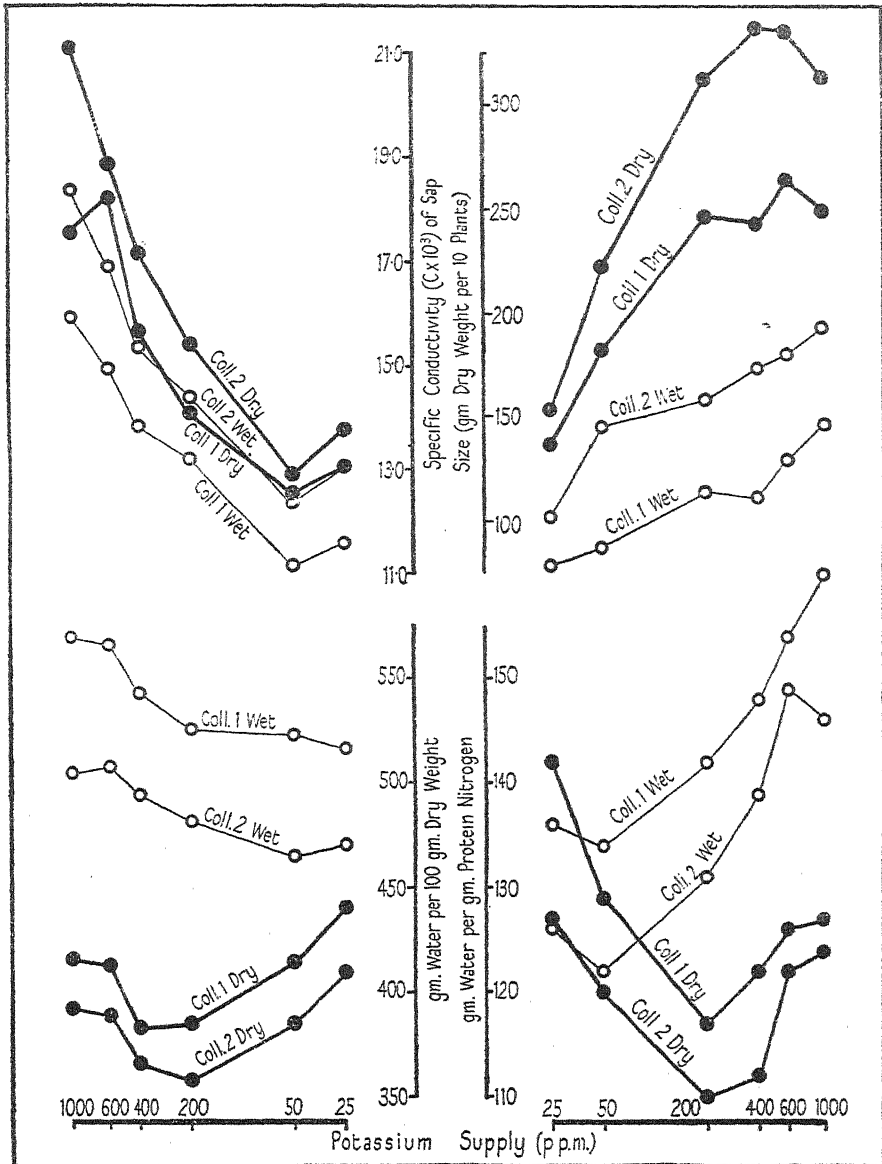 21.0
19.0
17.0
15.0
13.0
11.0
Specific Conductivity (C×10³) of Sap
Coll.2 Dry
Coll.2 Wet
Coll 1 Dry
Coll.1 Wet
300
250
200
150
100
Size (gm Dry Weight per 10 Plants)
Coll.2 Dry
Coll 1 Dry
Coll.2 Wet
Coll.1 Wet
550
500
450
400
350
gm. Water per 100 gm. Dry Weight
Coll.1 Wet
Coll.2 Wet
Coll.1 Dry
Coll.2 Dry
150
140
130
120
110
gm. Water per gm. Protein Nitrogen
Coll.1 Wet
Coll.2 Wet
Coll 1 Dry
Coll 2 Dry
1000 600 400 200 50 25
25 50 200 400 600 1000
Potassium Supply (p p.m.)